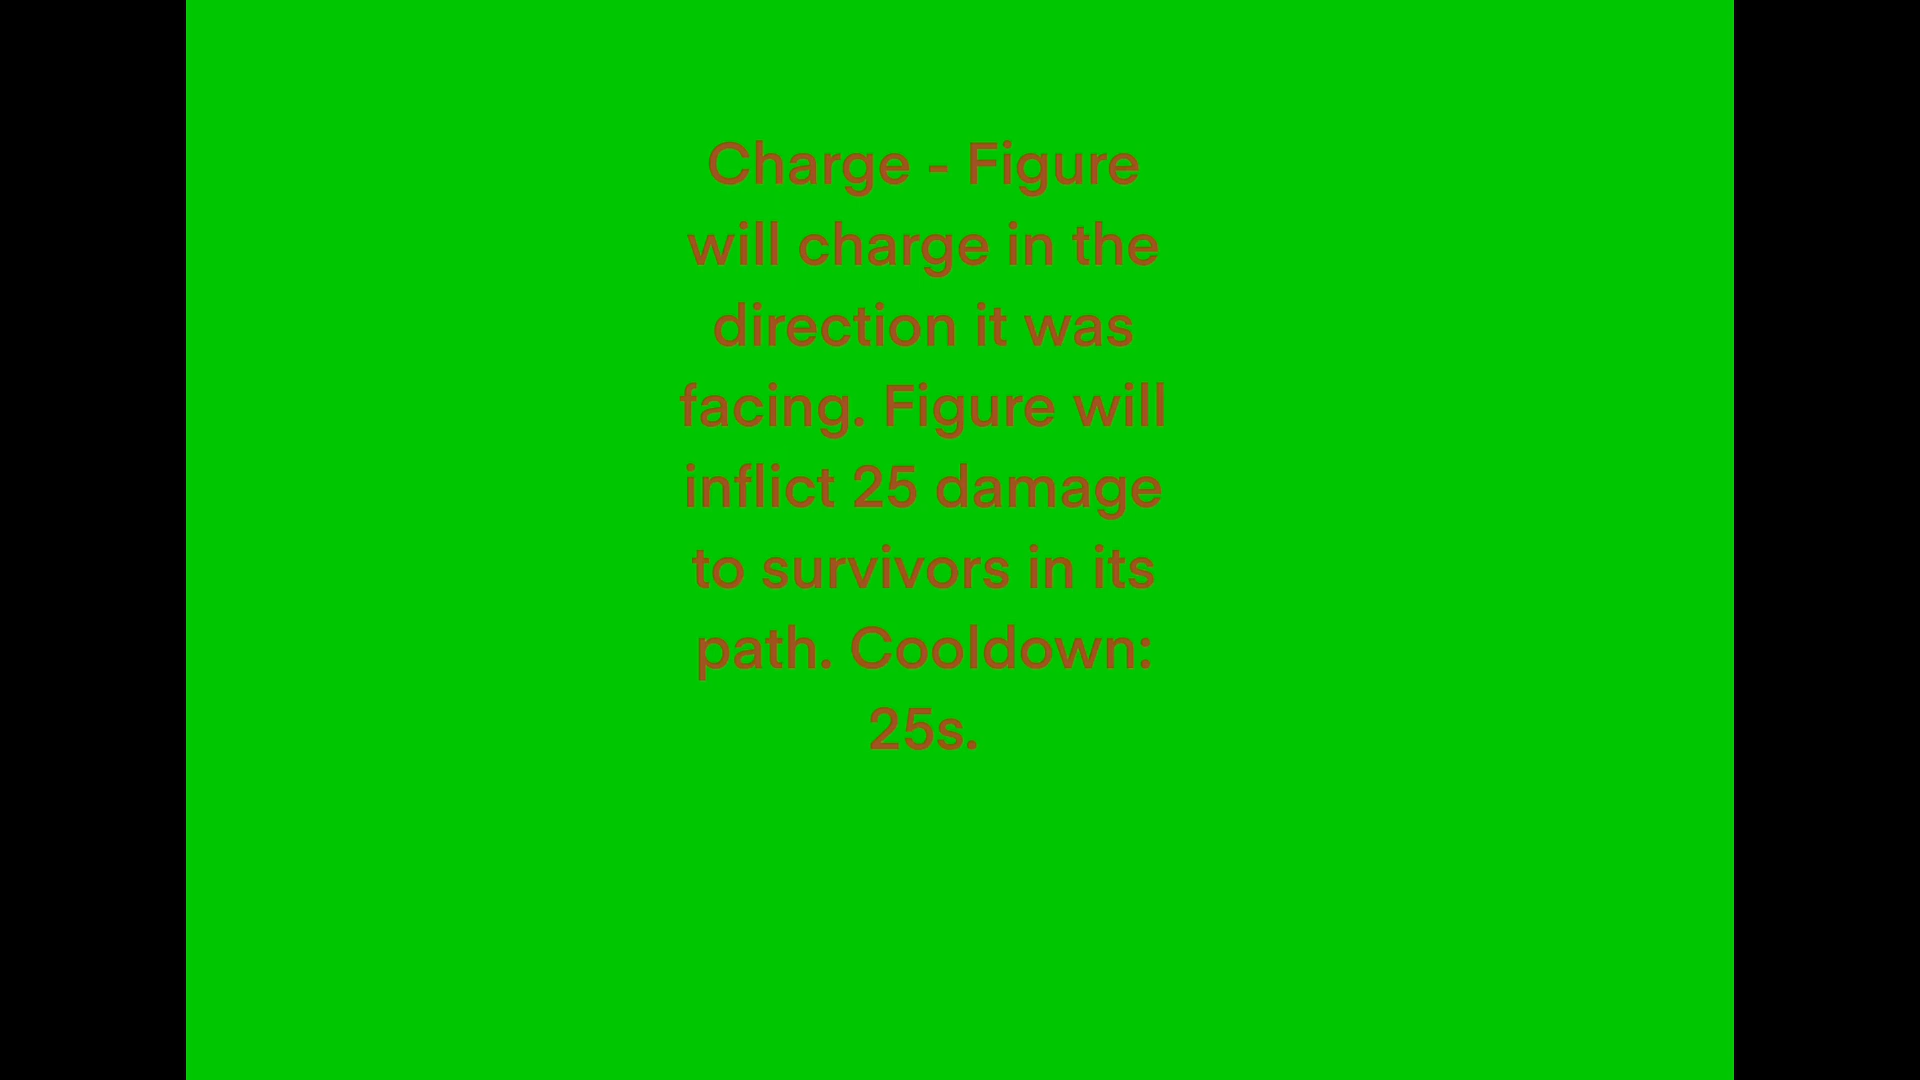 Charge - Figure
will charge in the
direction it was
facing. Figure will
inflict 25 damage
to survivors in its
path. Cooldown:
25s.